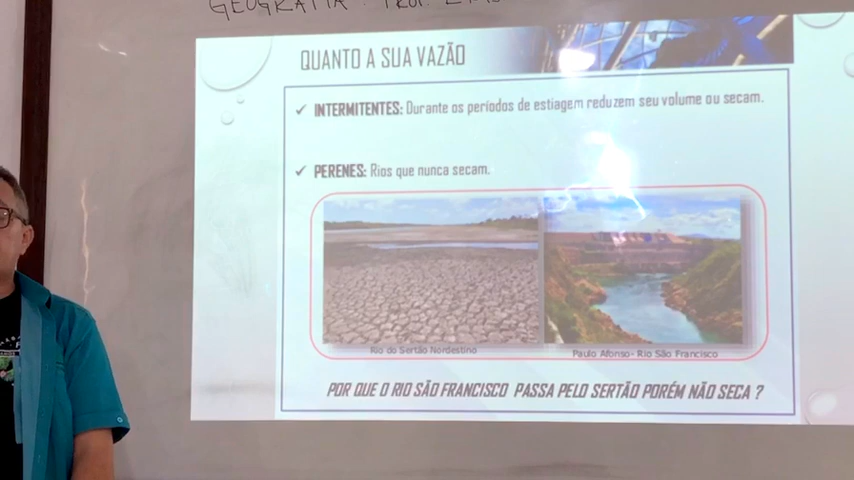 GEOGRAFIA: Prof.
QUANTO A SUA VAZÃO
✓ INTERMITENTES: Durante os períodos de estiagem reduzem seu volume ou secam.
✓ PERENES: Rios que nunca secam.
Rio do Sertão Nordestino
Paulo Afonso- Rio São Francisco
POR QUE O RIO SÃO FRANCISCO PASSA PELO SERTÃO PORÉM NÃO SECA ?